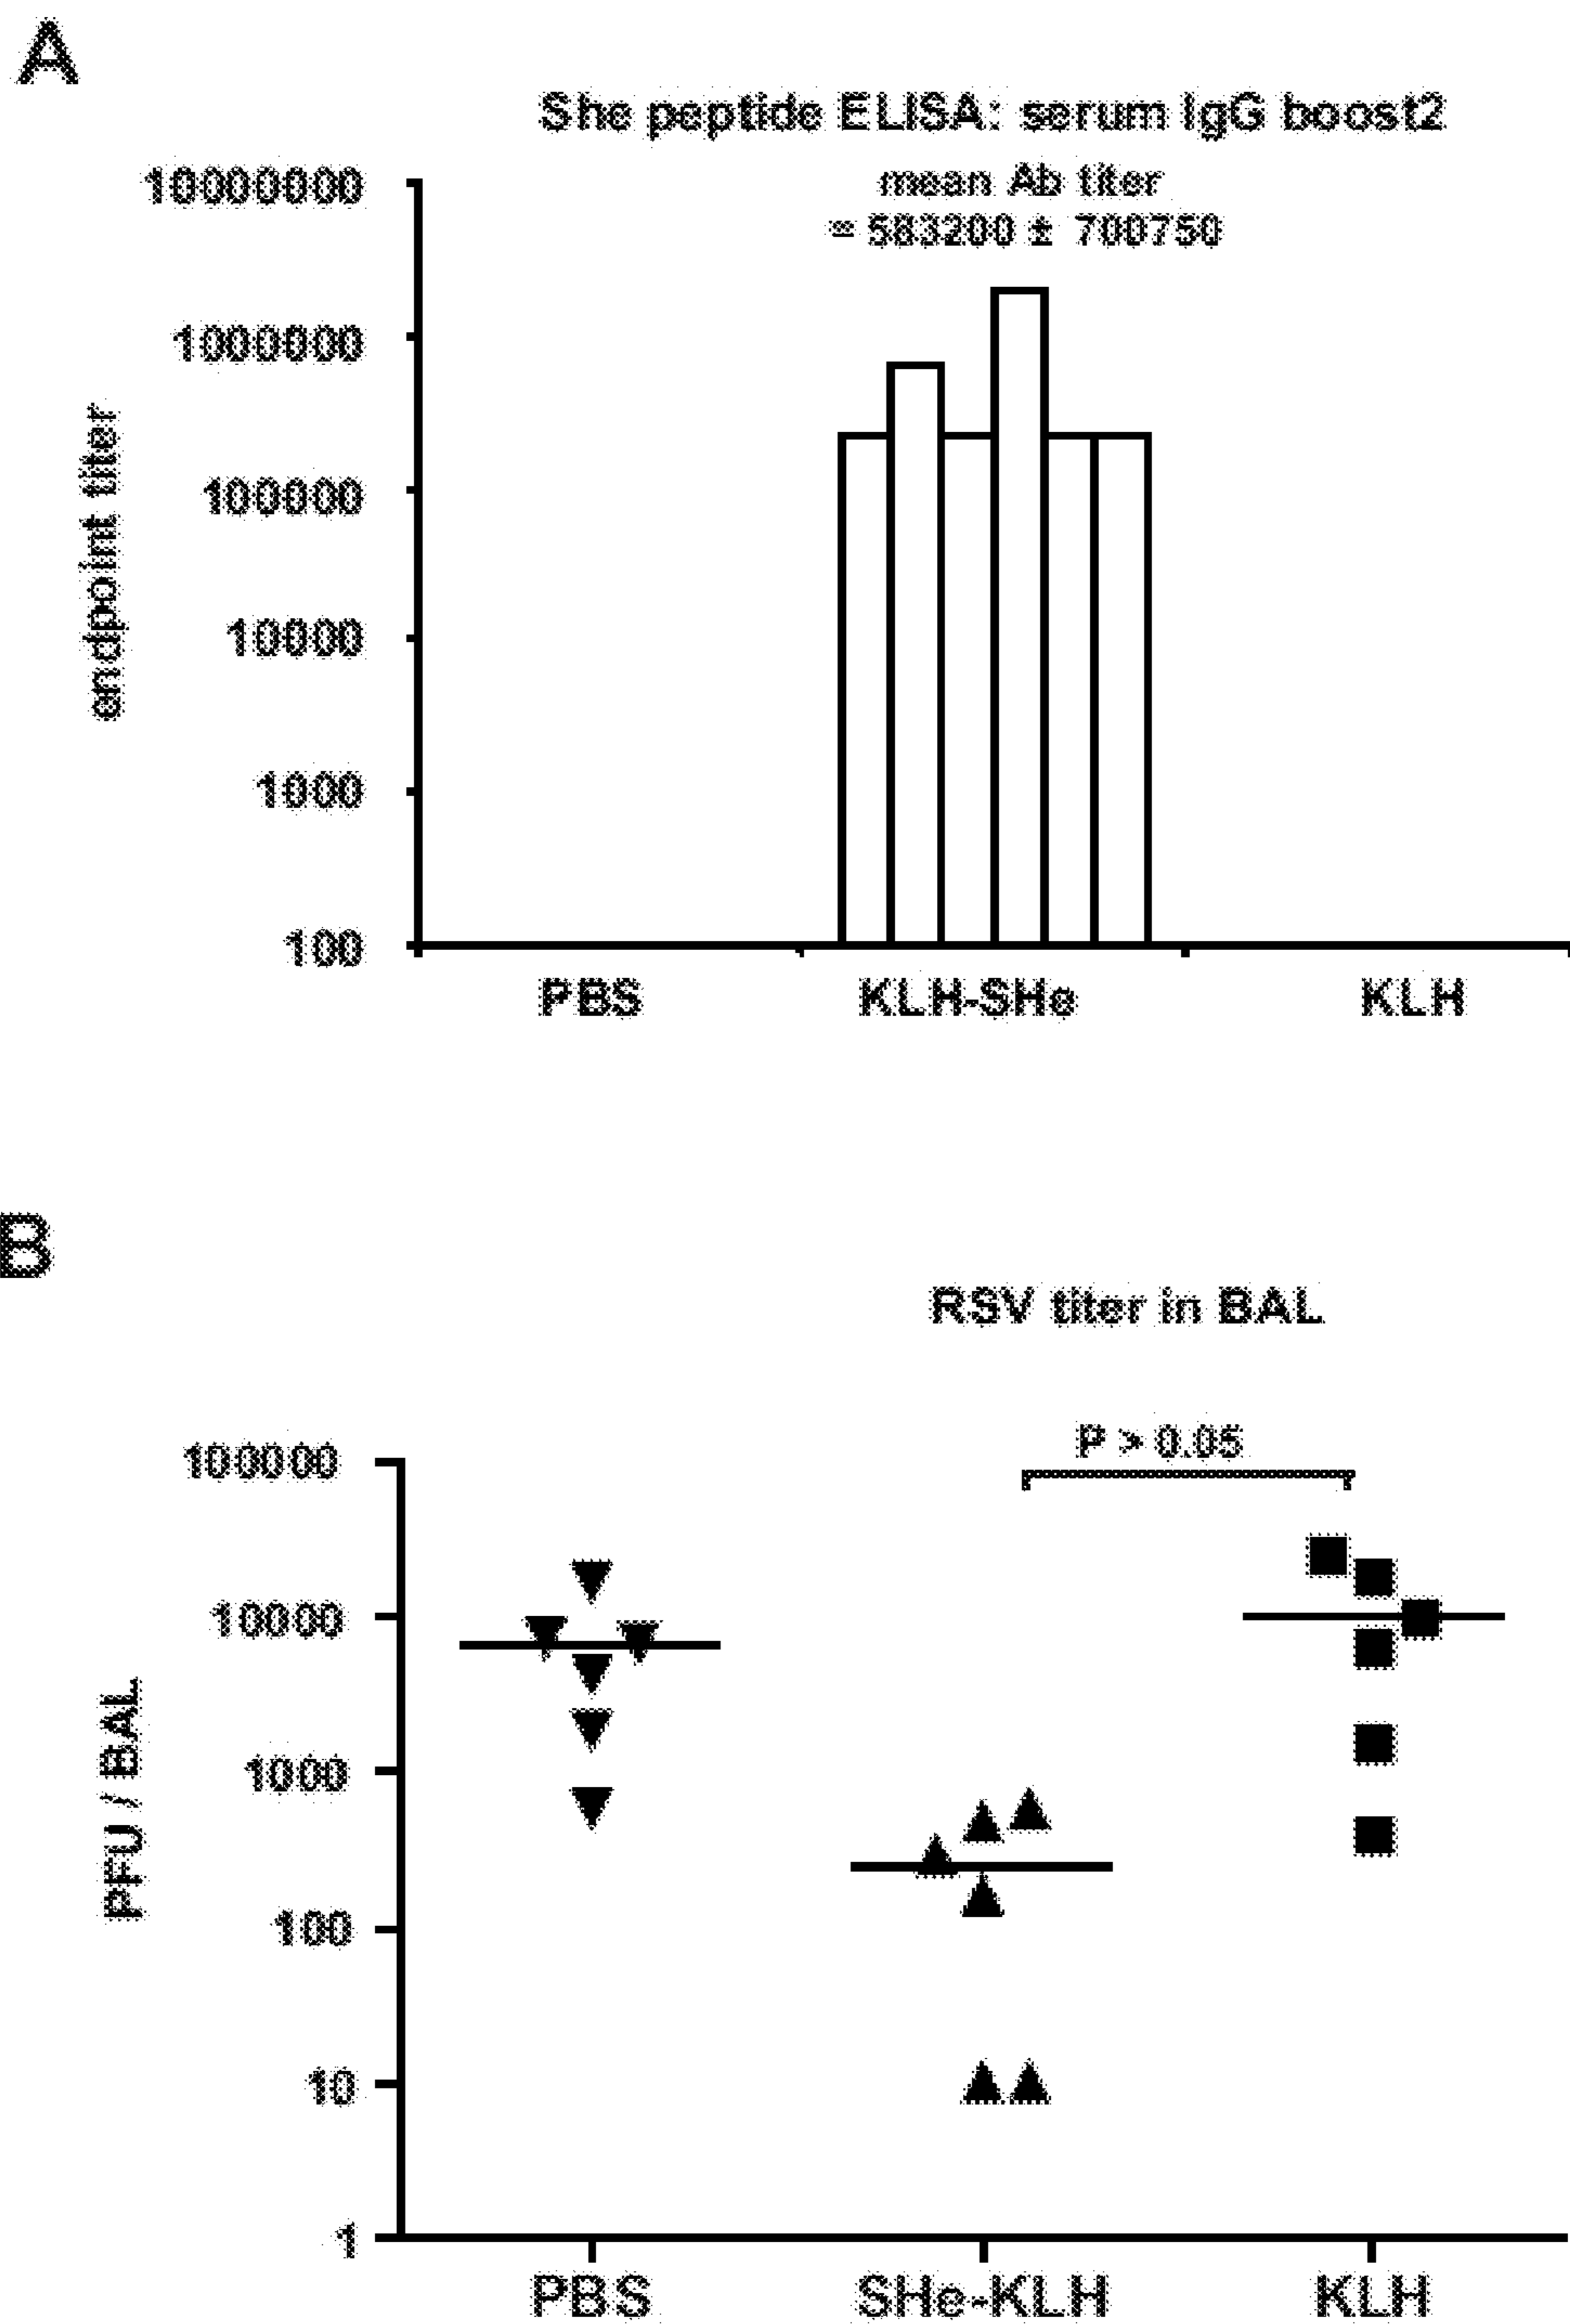 A
She peptide ELISA: serum IgG boost2
mean Ab titer
= 583200 ± 700750
10000000
1000000
100000
10000
1000
100
endpoint titer
PBS KLH-SHe KLH
B
RSV titer in BAL
P > 0.05
100000
10000
1000
100
10
1
PFU / BAL
PBS SHe-KLH KLH